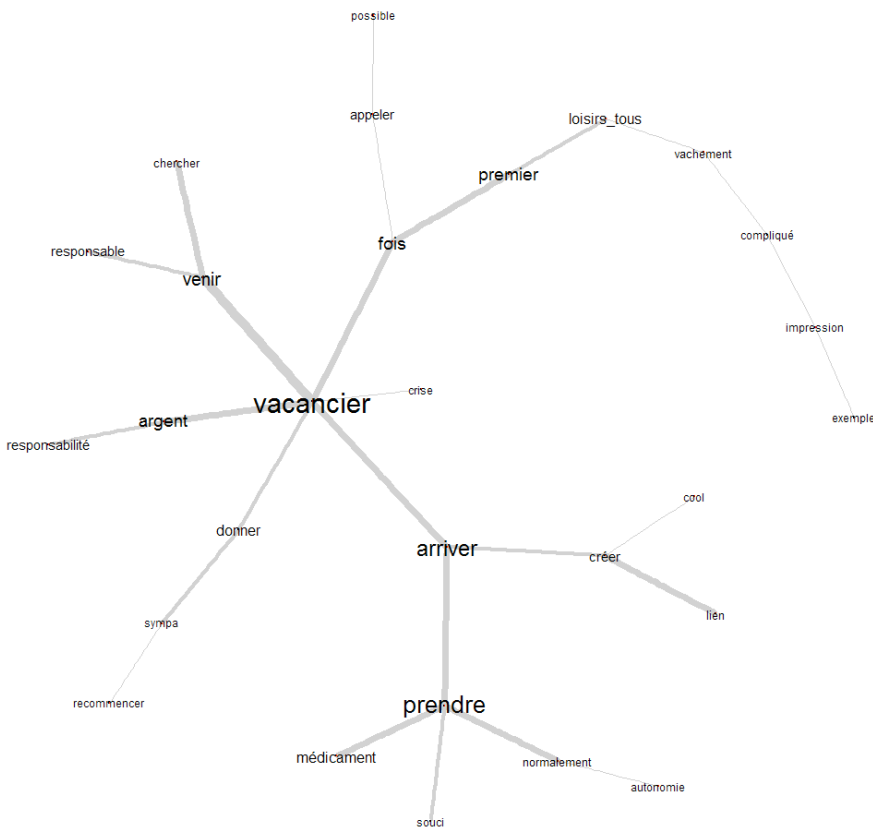 possible
appeler
loisirs_tous
vachement
chercher
premier
compliqué
fois
responsable
venir
impression
crise
vacancier
exemple
argent
responsabilité
cool
donner
arriver
créer
lien
sympa
recommencer
prendre
médicament
normalement
autonomie
souci